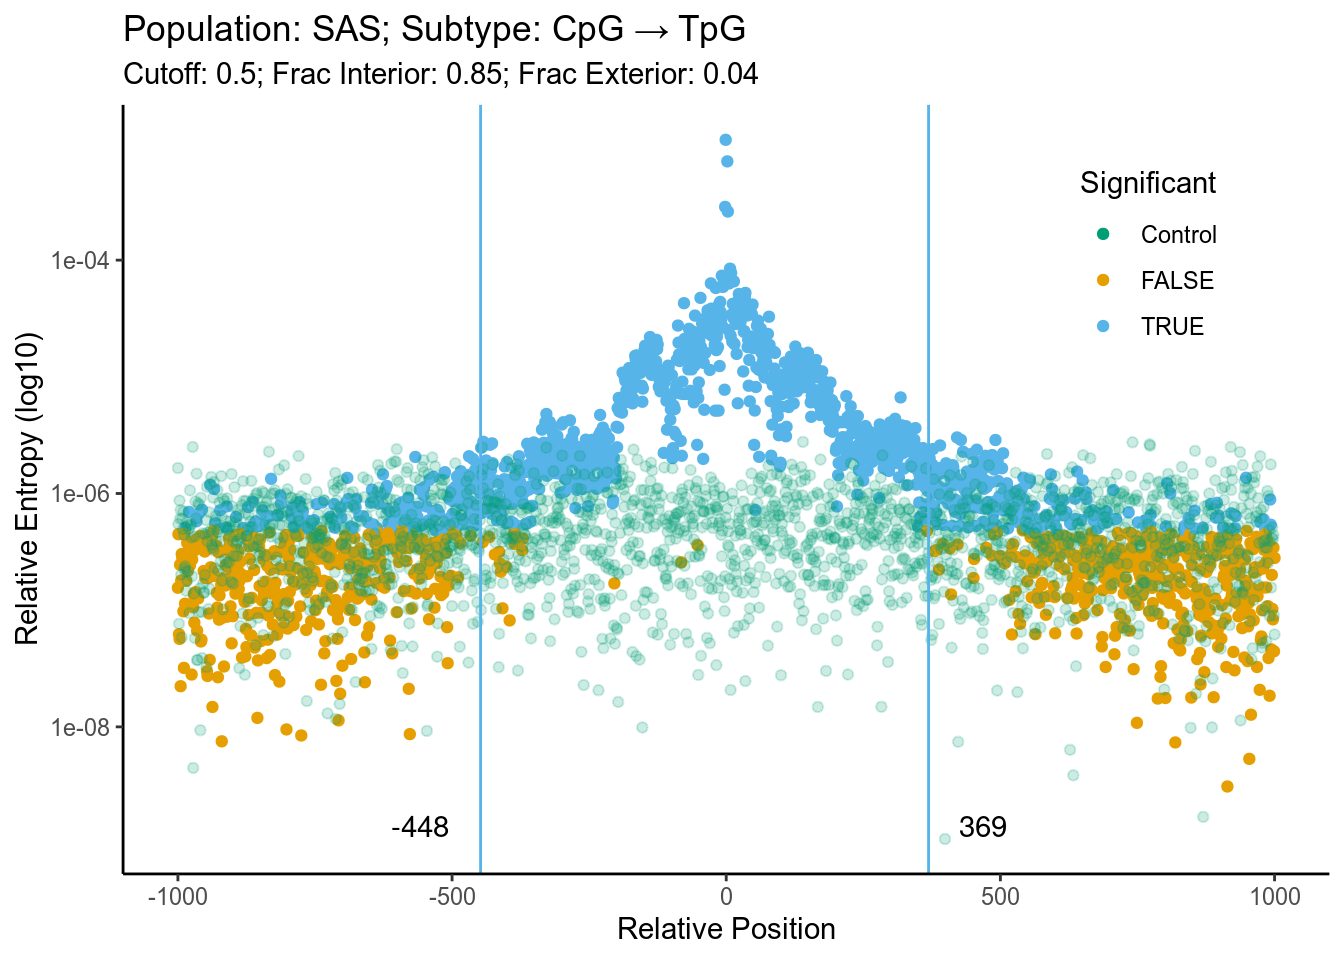 Population: SAS; Subtype: CpG → TpG
Cutoff: 0.5; Frac Interior: 0.85; Frac Exterior: 0.04
Significant
Control
FALSE
TRUE
1e-04
1e-06
1e-08
Relative Entropy (log10)
-448
369
-1000
-500
0
500
1000
Relative Position